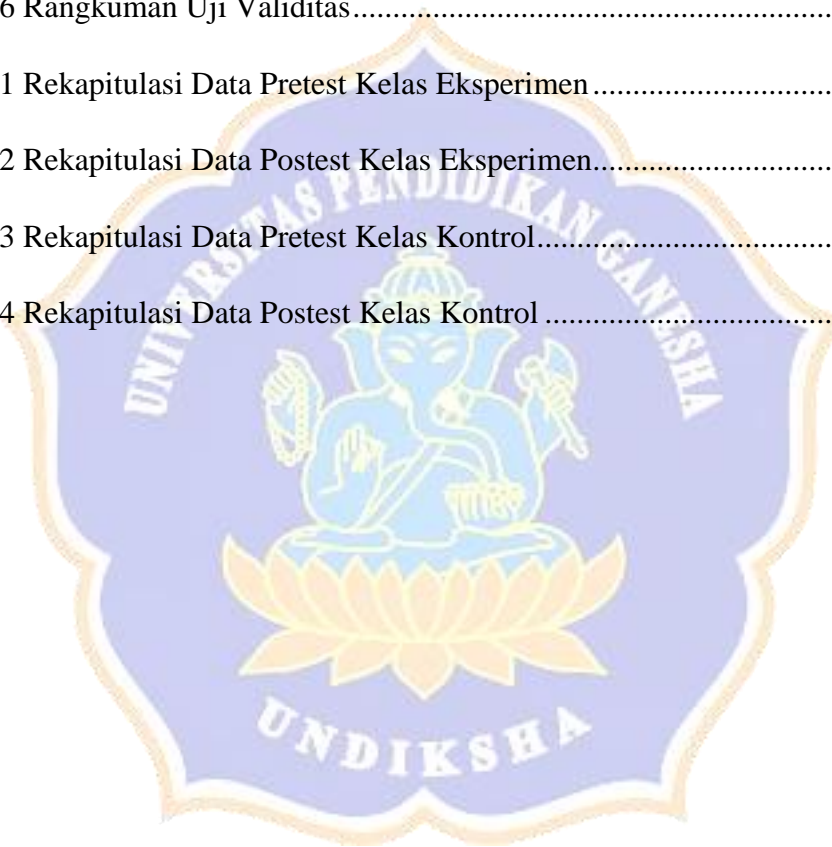 6 Rangkuman Uji Validitas................................................................
1 Rekapitulasi Data Pretest Kelas Eksperimen..............................
2 Rekapitulasi Data Postest Kelas Eksperimen..............................
3 Rekapitulasi Data Pretest Kelas Kontrol.....................................
4 Rekapitulasi Data Postest Kelas Kontrol ....................................
UNIVERSITAS PENDIDIKAN GANESHA
UNDIKSHA